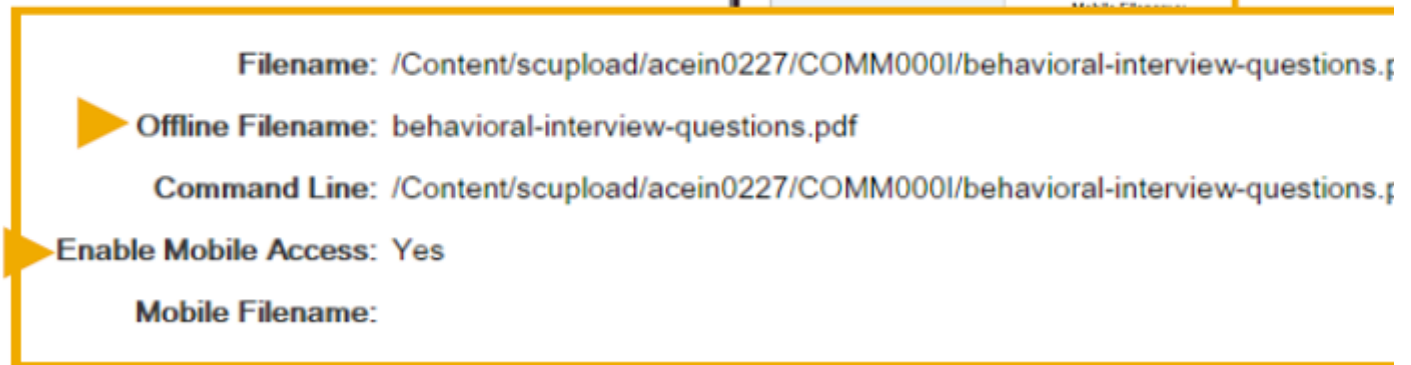 Filename: /Content/scupload/acein0227/COMM000I/behavioral-interview-questions.p
Offline Filename: behavioral-interview-questions.pdf
Command Line: /Content/scupload/acein0227/COMM000I/behavioral-interview-questions.p
Enable Mobile Access: Yes
Mobile Filename: